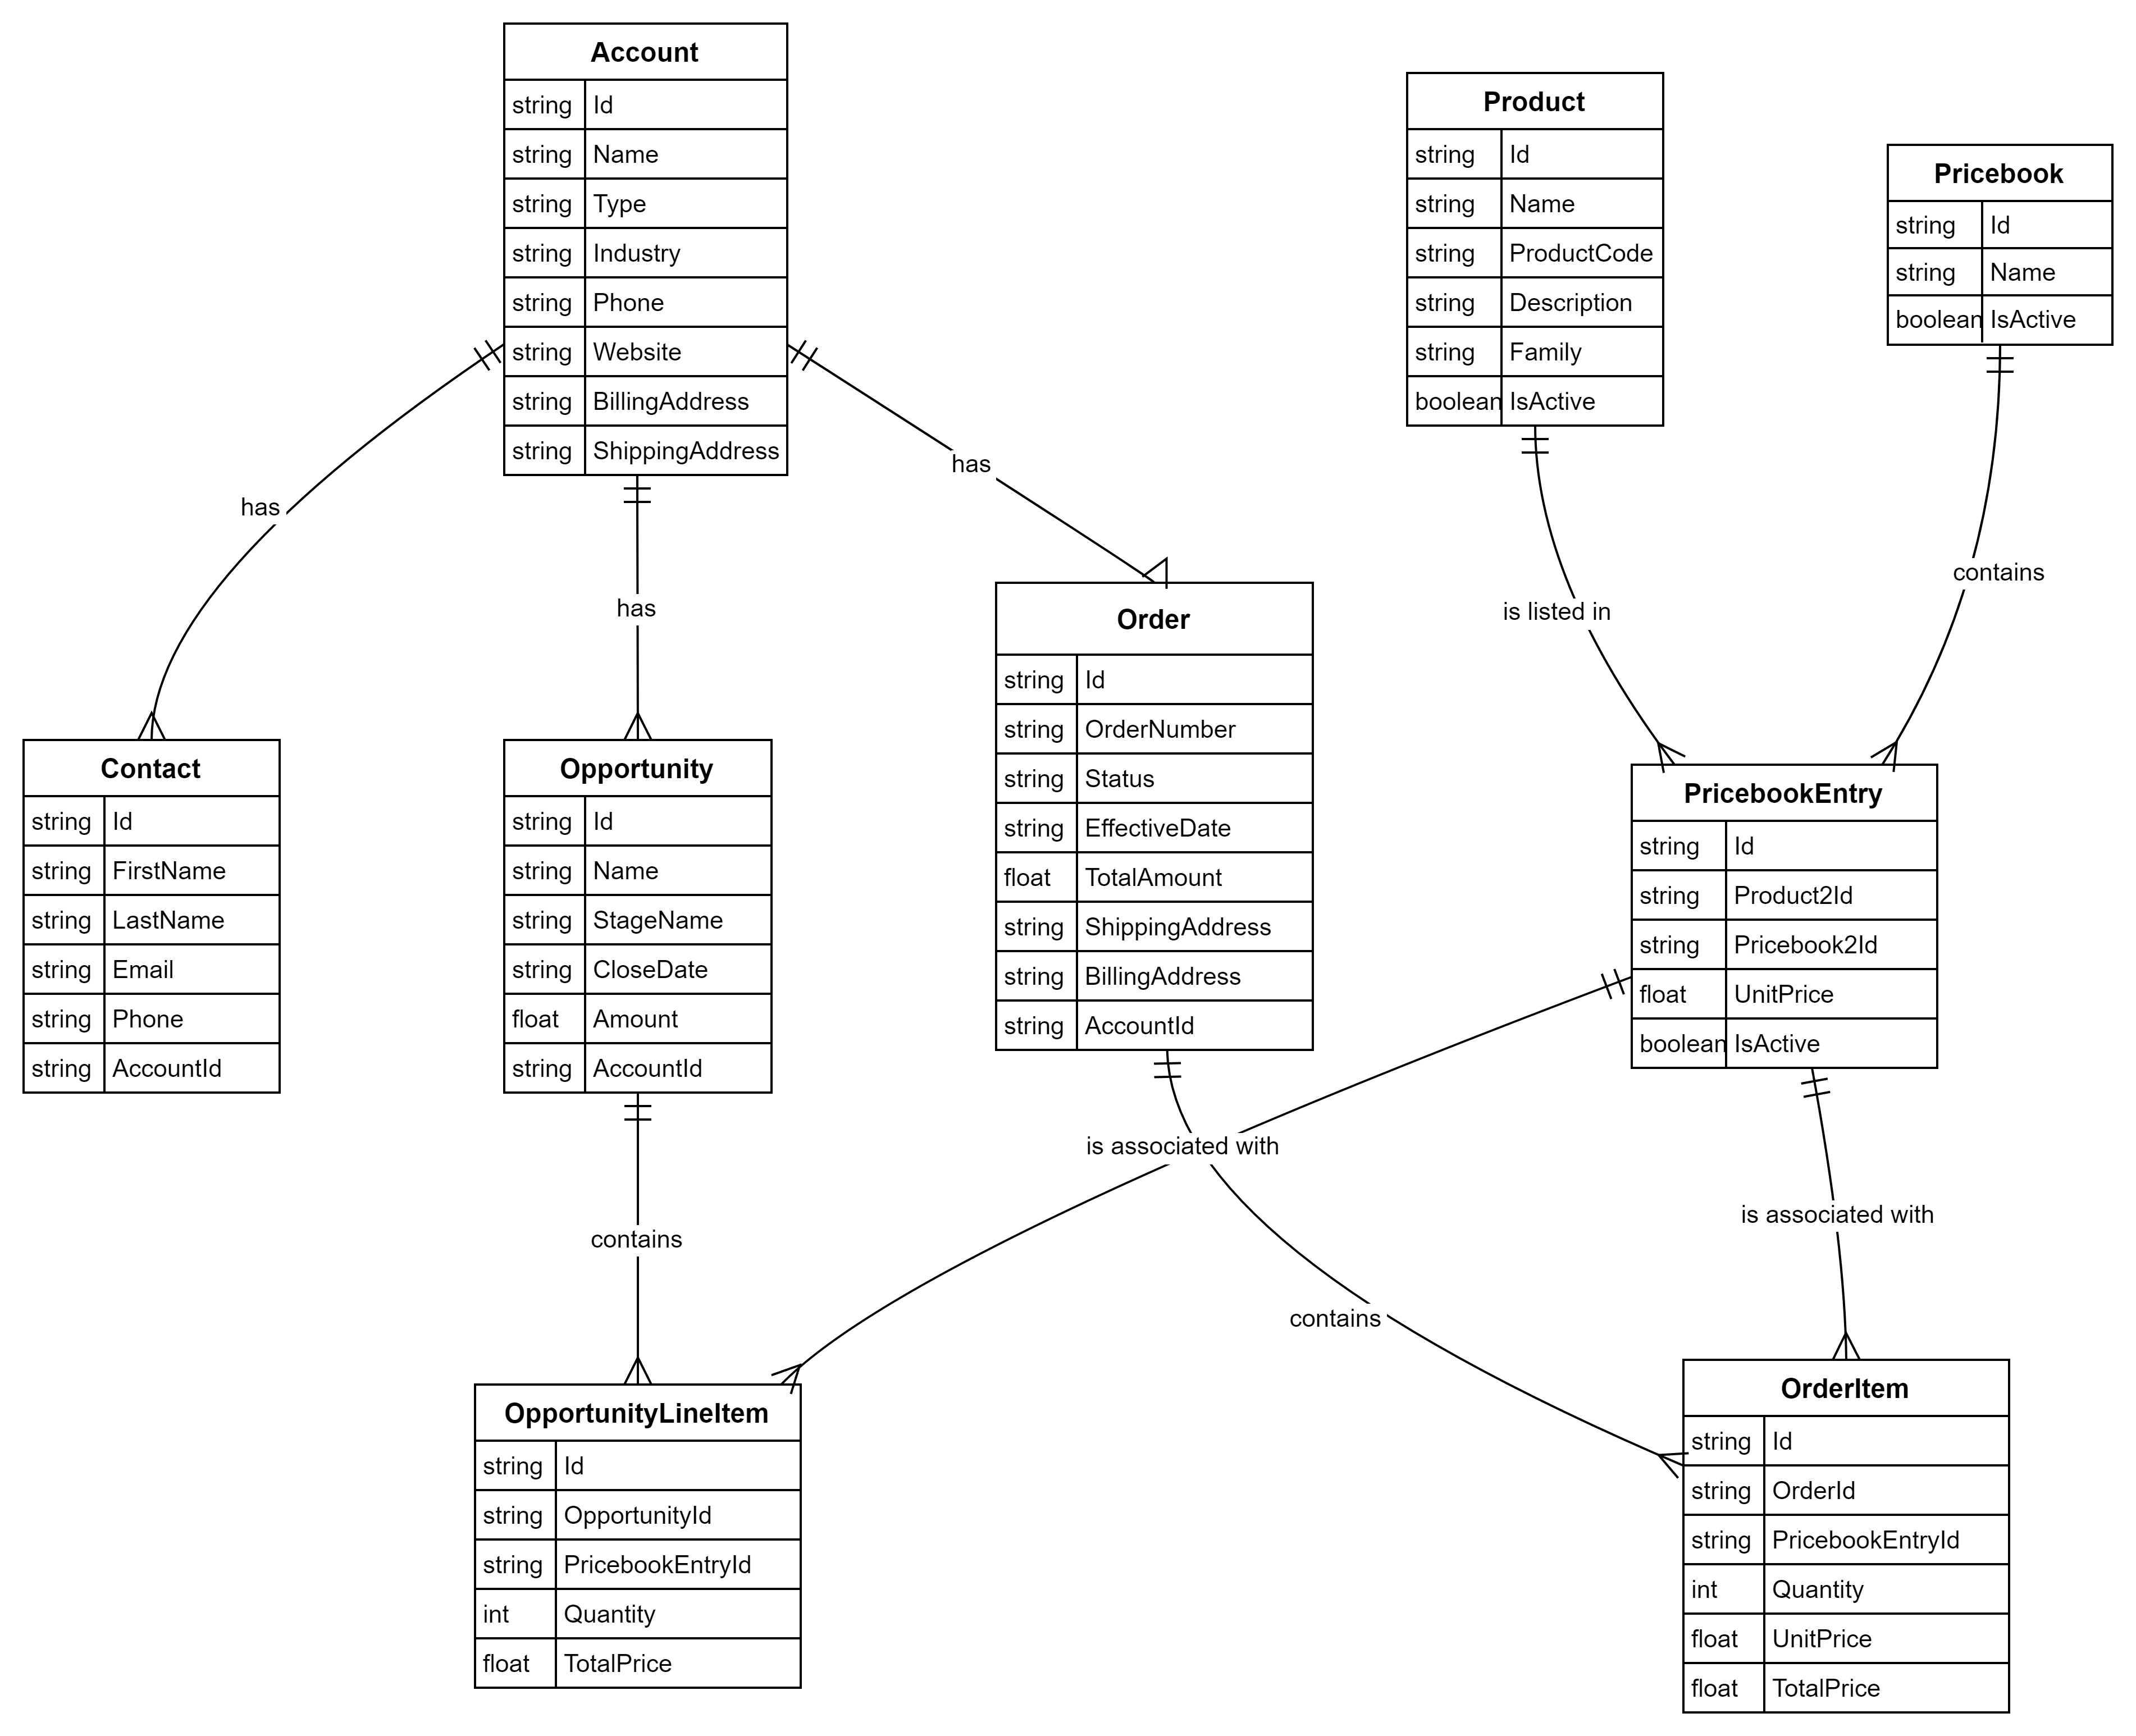 Account
string Id
string Name
string Type
string Industry
string Phone
string Website
string BillingAddress
string ShippingAddress
Product
string Id
string Name
string ProductCode
string Description
string Family
boolean IsActive
Pricebook
string Id
string Name
boolean IsActive
has
has
has
is listed in
contains
Contact
string Id
string FirstName
string LastName
string Email
string Phone
string AccountId
Opportunity
string Id
string Name
string StageName
string CloseDate
float Amount
string AccountId
Order
string Id
string OrderNumber
string Status
string EffectiveDate
float TotalAmount
string ShippingAddress
string BillingAddress
string AccountId
PricebookEntry
string Id
string Product2Id
string Pricebook2Id
float UnitPrice
boolean IsActive
contains
is associated with
contains
is associated with
OpportunityLineItem
string Id
string OpportunityId
string PricebookEntryId
int Quantity
float TotalPrice
OrderItem
string Id
string OrderId
string PricebookEntryId
int Quantity
float UnitPrice
float TotalPrice